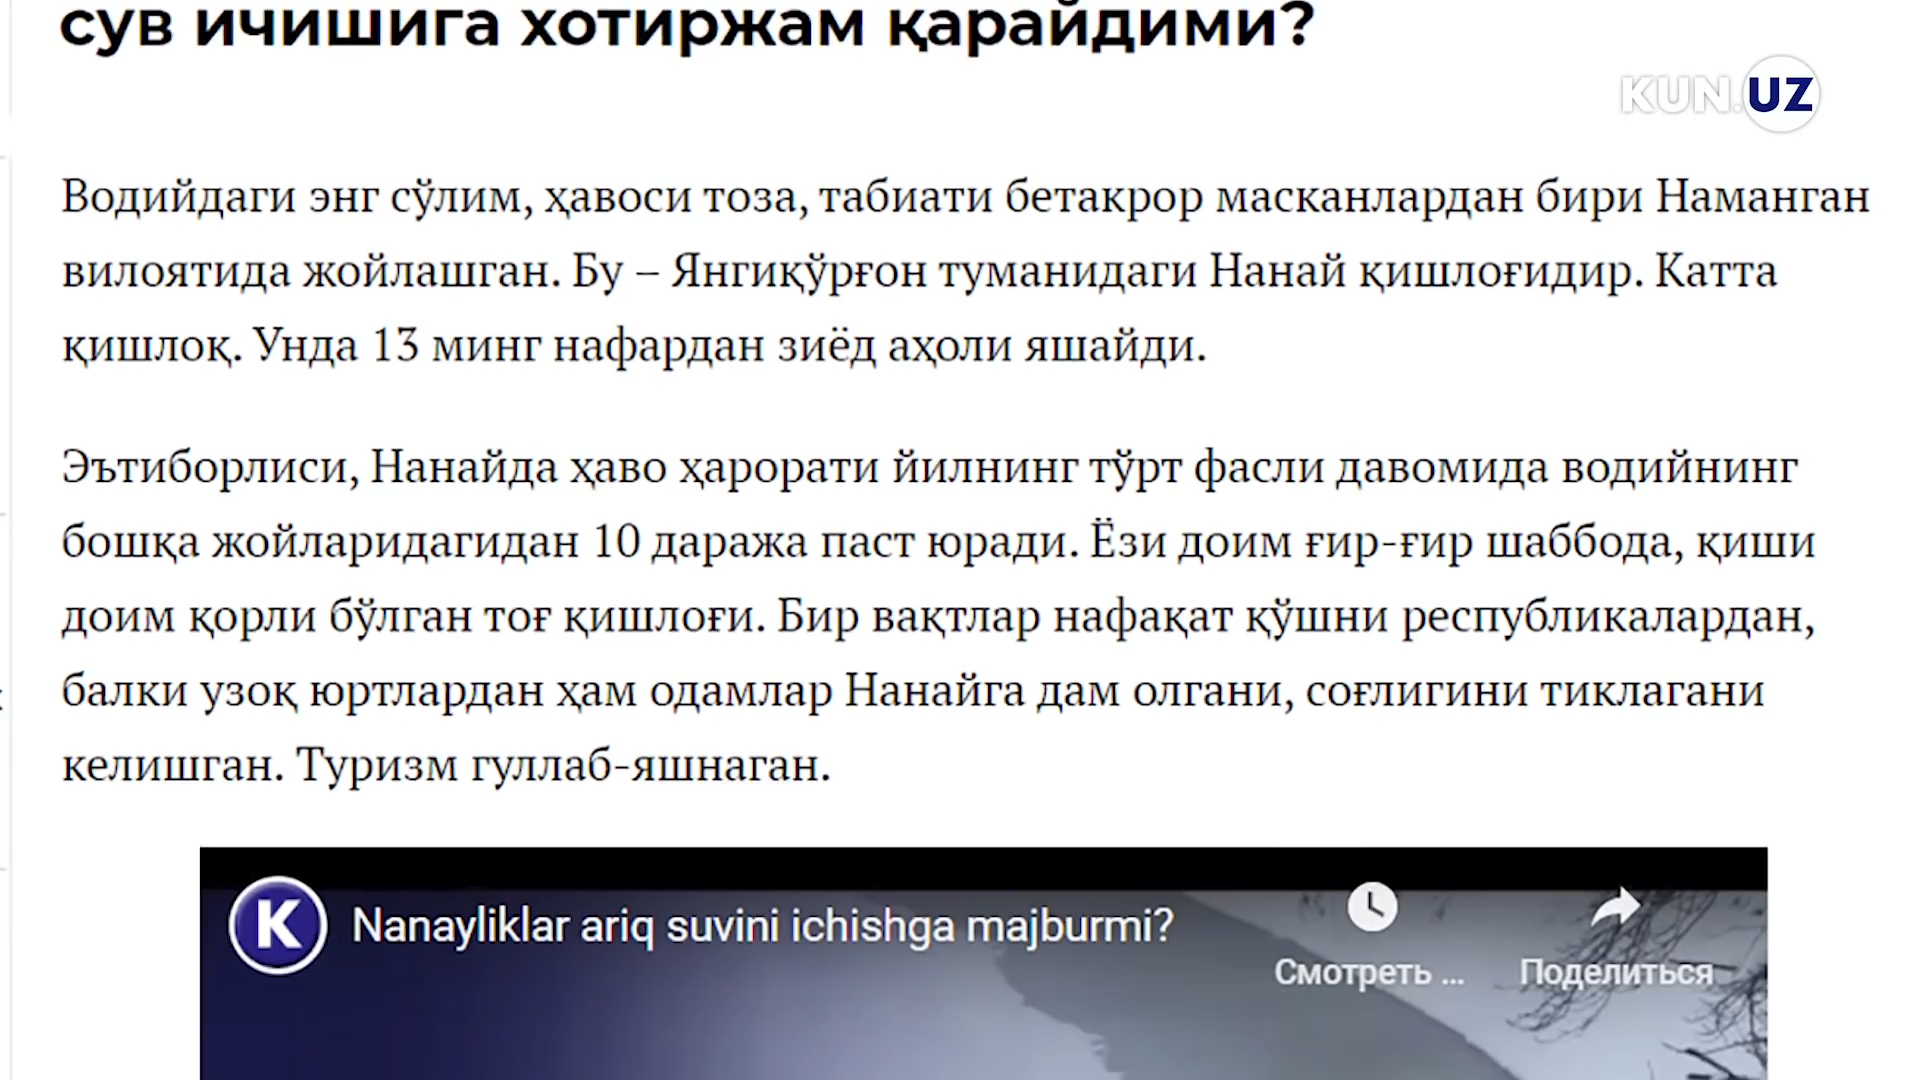 сув ичишига хотиржам қарайдими?
KUN.UZ
Водийдаги энг сўлим, ҳавоси тоза, табиати бетакрор масканлардан бири Наманган
вилоятида жойлашган. Бу – Янгиқўрғон туманидаги Нанай қишлоғидир. Катта
қишлоқ. Унда 13 минг нафардан зиёд аҳоли яшайди.
Эътиборлиси, Нанайда ҳаво ҳарорати йилнинг тўрт фасли давомида водийнинг
бошқа жойларидагидан 10 даража паст юради. Ёзи доим ғир-ғир шаббода, қиши
доим қорли бўлган тоғ қишлоғи. Бир вақтлар нафақат қўшни республикалардан,
балки узоқ юртлардан ҳам одамлар Нанайга дам олгани, соғлигини тиклагани
келишган. Туризм гуллаб-яшнаган.
K Nanayliklar ariq suvini ichishga majburmi?
Смотреть ... Поделиться